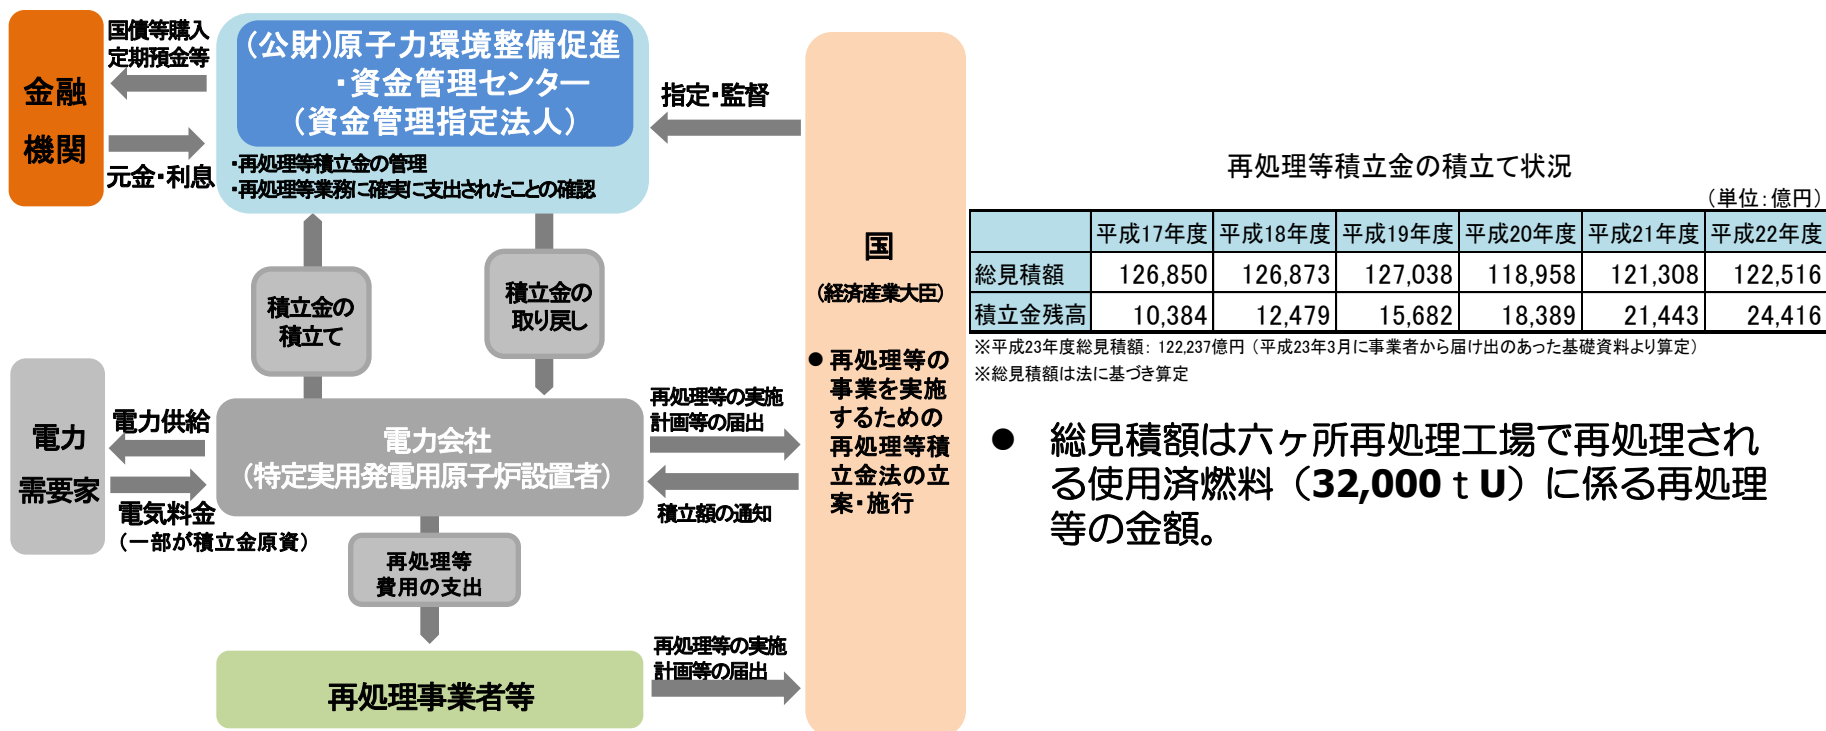 金融
機関
国債等購入
定期預金等
元金・利息
(公財)原子力環境整備促進
・資金管理センター
(資金管理指定法人)
・再処理等積立金の管理
・再処理等業務に確実に支出されたことの確認
指定・監督
積立金の
積立て
積立金の
取り戻し
電力
需要家
電力供給
電気料金
(一部が積立金原資)
電力会社
(特定実用発電用原子炉設置者)
再処理等の実施
計画等の届出
積立額の通知
再処理等
費用の支出
再処理事業者等
再処理等の実施
計画等の届出
国
(経済産業大臣)
● 再処理等の
事業を実施
するための
再処理等積
立金法の立
案・施行
再処理等積立金の積立て状況
(単位：億円)
平成17年度 平成18年度 平成19年度 平成20年度 平成21年度 平成22年度
総見積額 126,850 126,873 127,038 118,958 121,308 122,516
積立金残高 10,384 12,479 15,682 18,389 21,443 24,416
※平成23年度総見積額： 122,237億円 (平成23年3月に事業者から届け出のあった基礎資料より算定)
※総見積額は法に基づき算定
● 総見積額は六ヶ所再処理工場で再処理され
る使用済燃料（32,000ｔU）に係る再処理
等の金額。